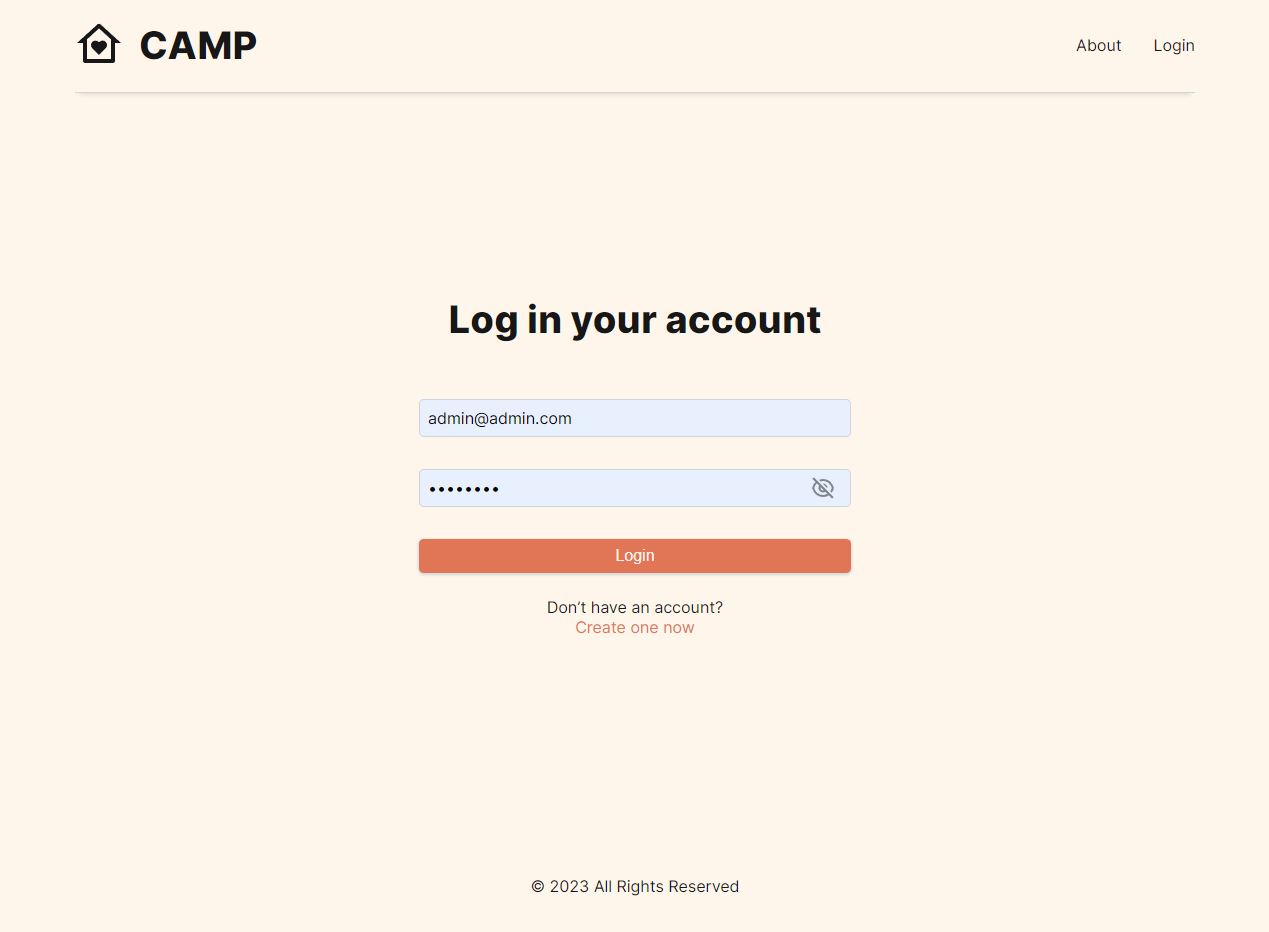 CAMP
About
Login
Log in your account
admin@admin.com
••••••••
Login
Don’t have an account?
Create one now
© 2023 All Rights Reserved